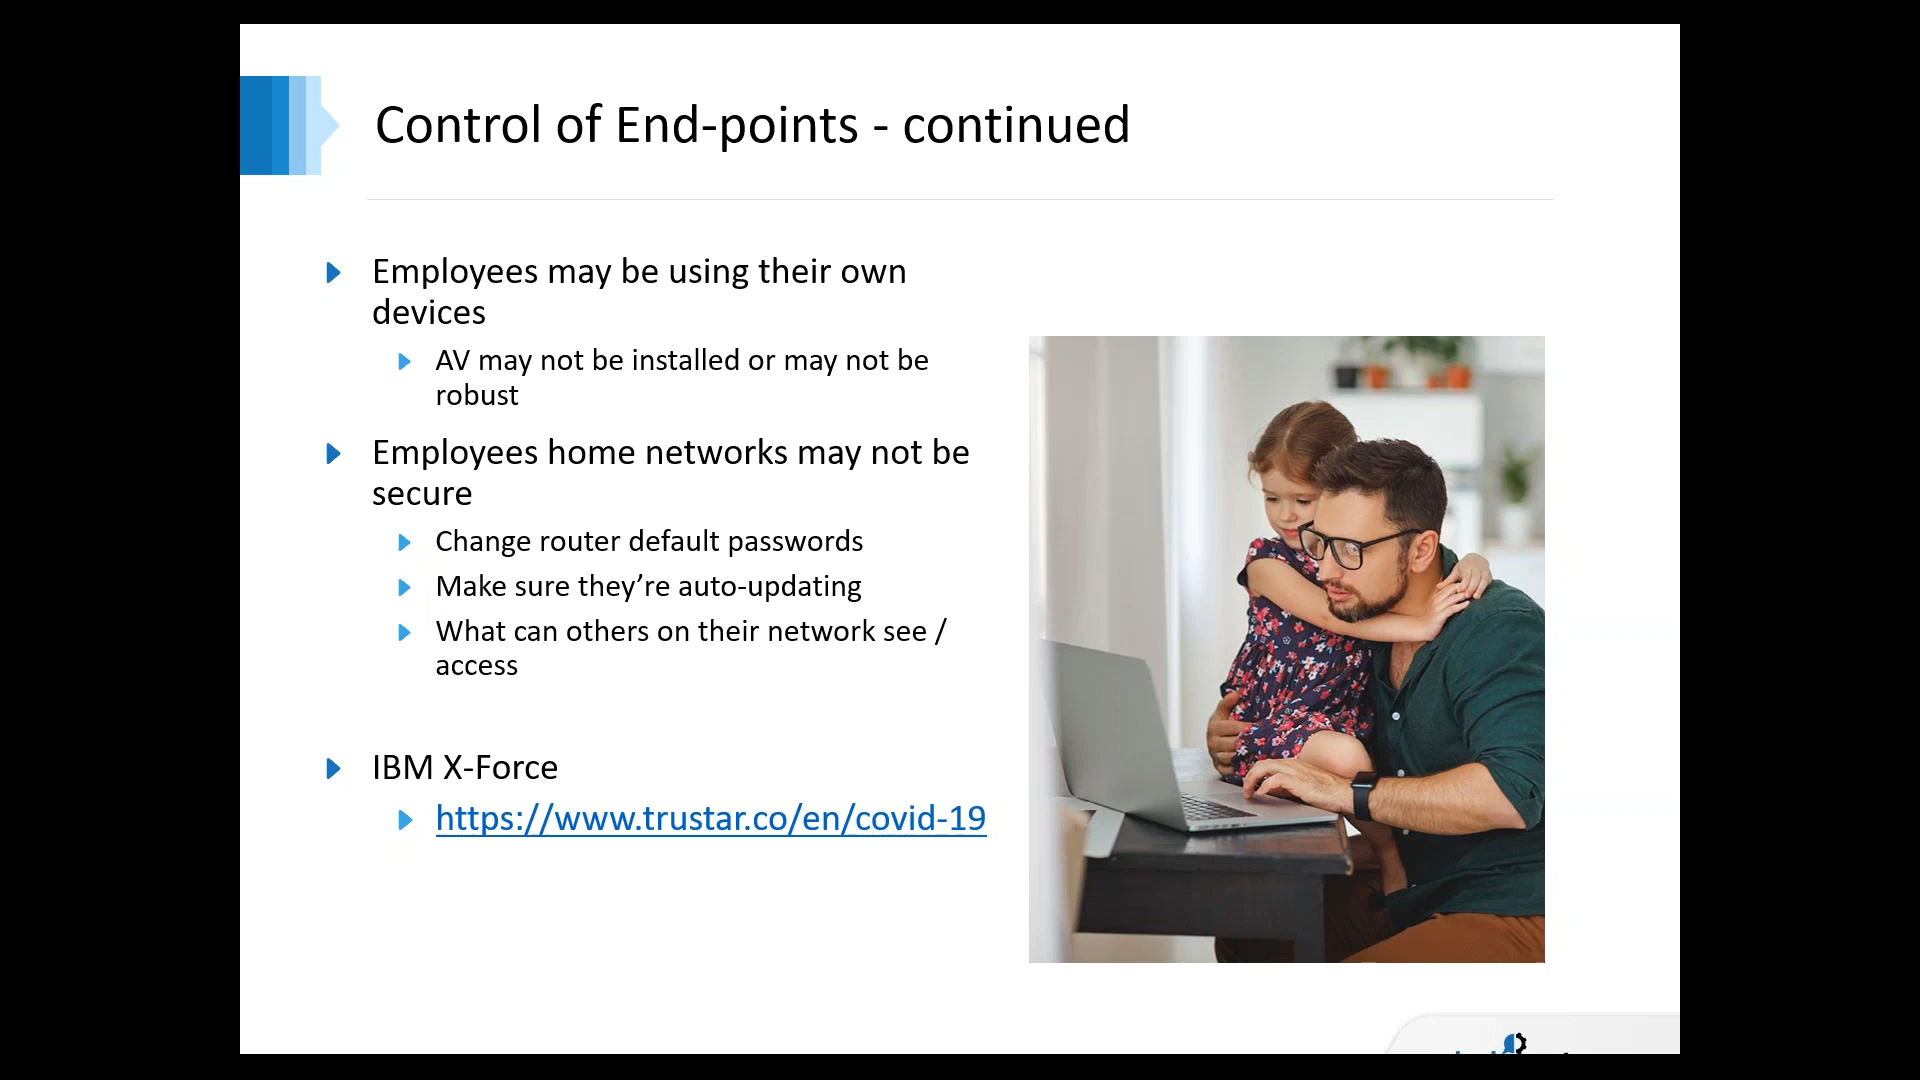 Control of End-points - continued
Employees may be using their own
devices
AV may not be installed or may not be
robust
Employees home networks may not be
secure
Change router default passwords
Make sure they’re auto-updating
What can others on their network see /
access
IBM X-Force
https://www.trustar.co/en/covid-19